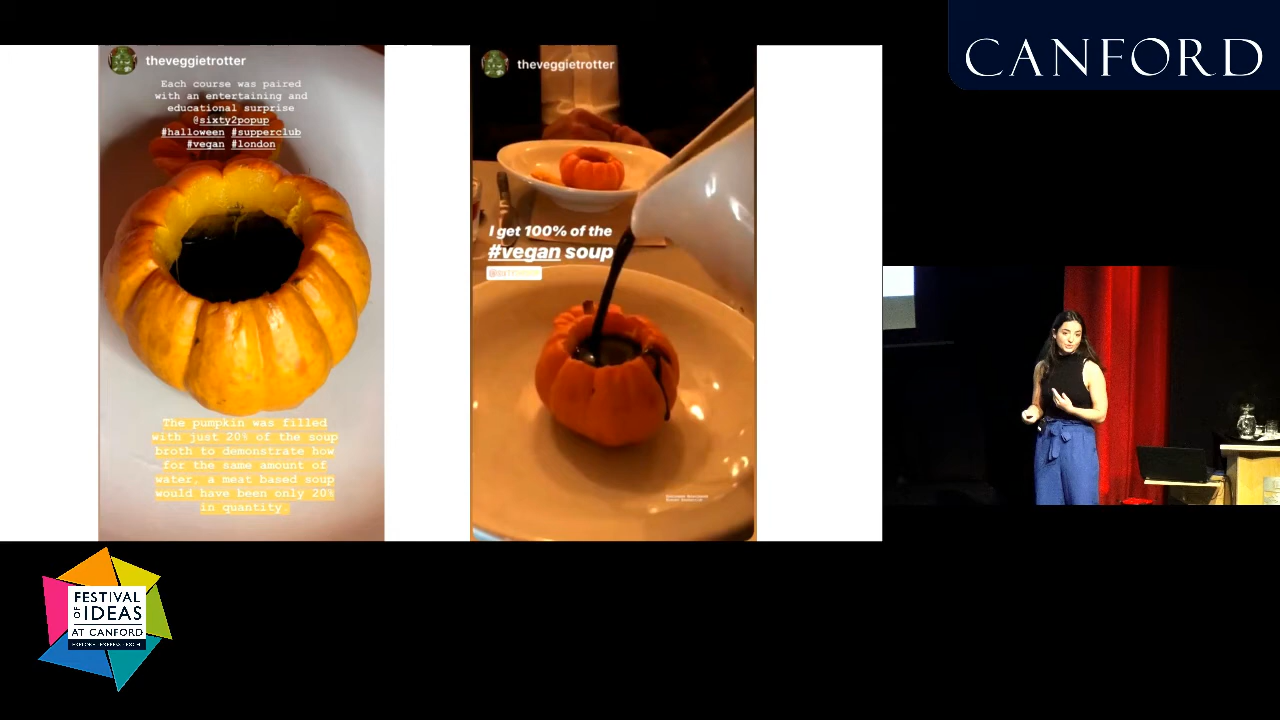 CANFORD
theveggietrotter
Each course was paired
with an entertaining and
educational surprise
@sixty2popup
#halloween #supperclub
#vegan #london
The pumpkin was filled
with just 20% of the soup
broth to demonstrate how
for the same amount of
water, a meat based soup
would have been only 20%
in quantity.
theveggietrotter
I get 100% of the
#vegan soup
FESTIVAL
OF IDEAS
AT CANFORD